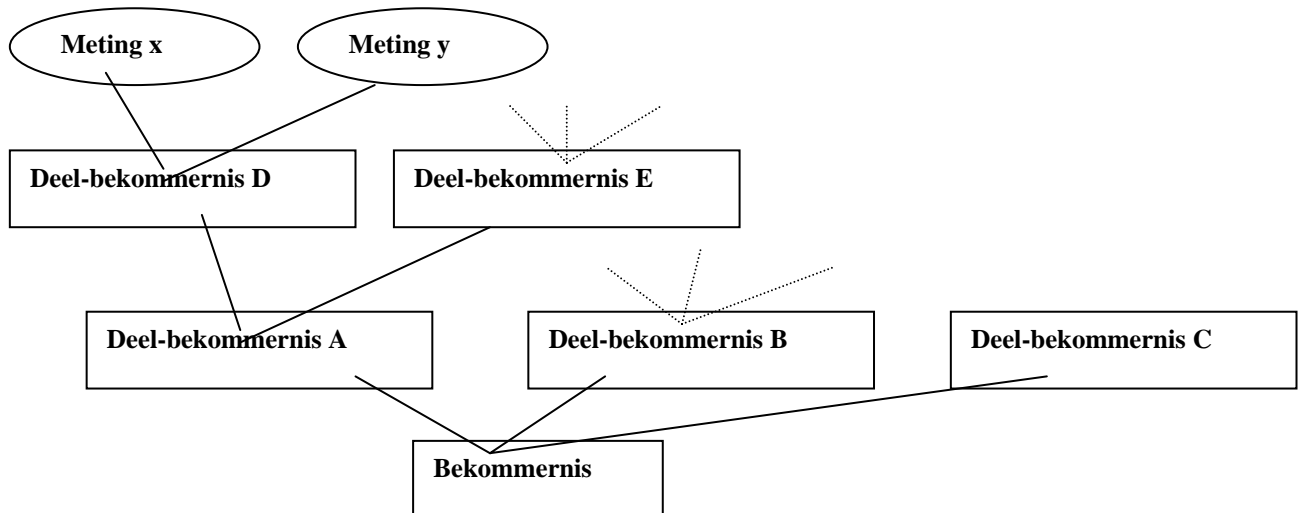 Meting x
Meting y
Deel-bekommernis D
Deel-bekommernis E
Deel-bekommernis A
Deel-bekommernis B
Deel-bekommernis C
Bekommernis